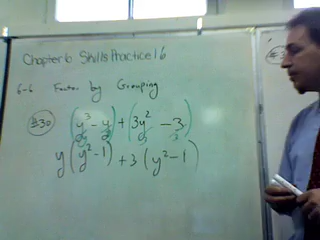 Chapter 6 Skills Practice 16
6-6 Factor by Grouping
#30 (y³ - y) + (3y² - 3)
y(y² - 1) + 3(y² - 1)